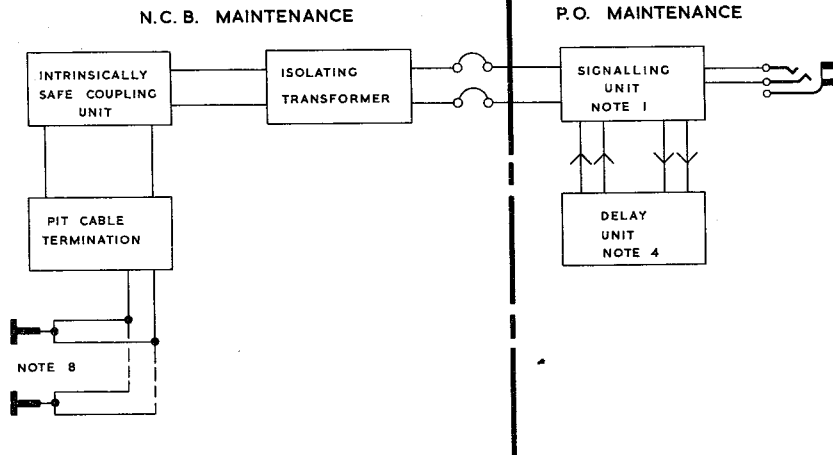 N.C.B. MAINTENANCE
P.O. MAINTENANCE
INTRINSICALLY
SAFE COUPLING
UNIT
ISOLATING
TRANSFORMER
SIGNALLING
UNIT
NOTE 1
PIT CABLE
TERMINATION
DELAY
UNIT
NOTE 4
NOTE 8